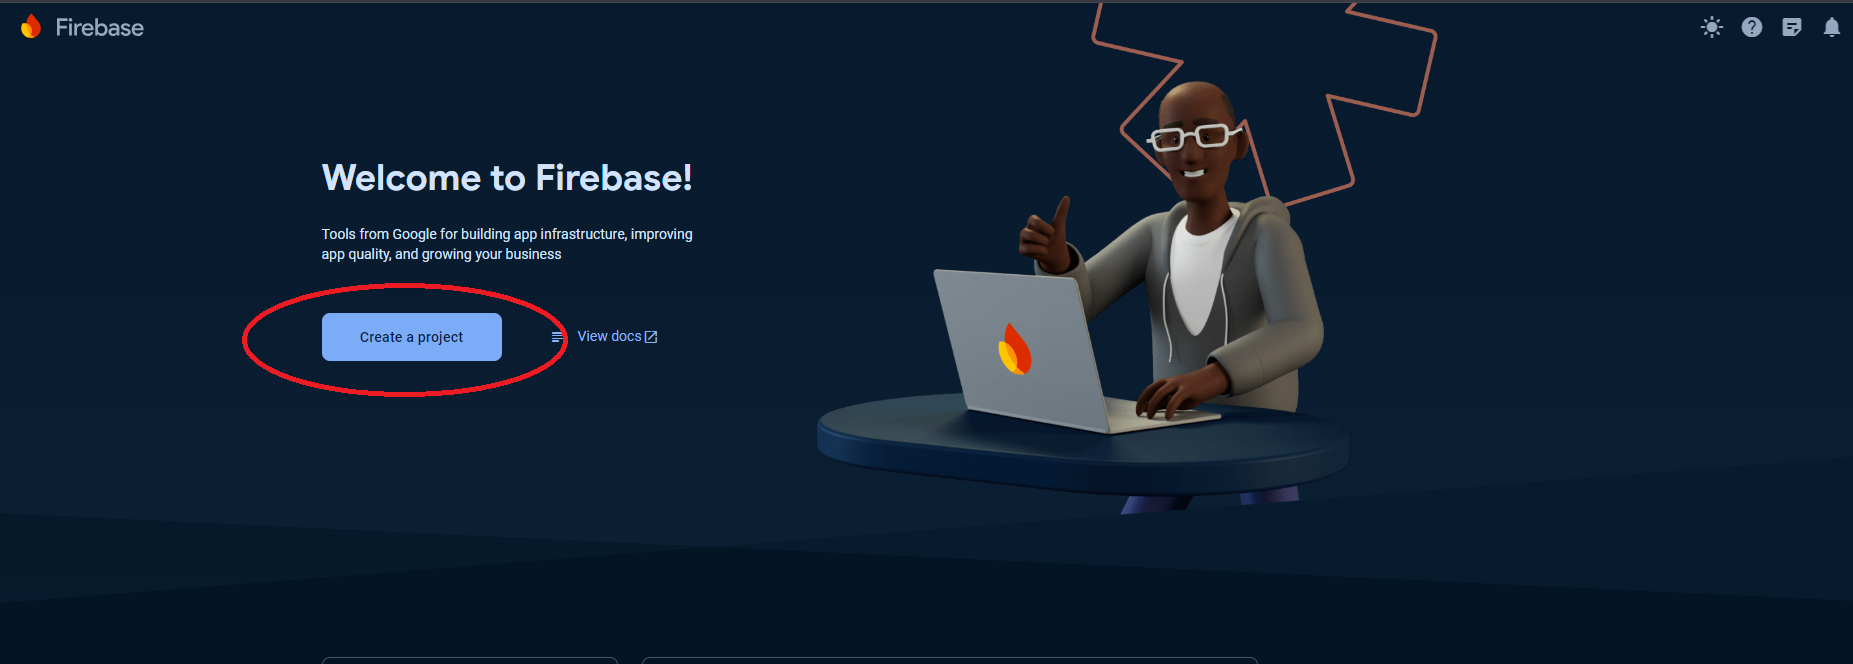 Firebase
Welcome to Firebase!
Tools from Google for building app infrastructure, improving
app quality, and growing your business
Create a project
View docs